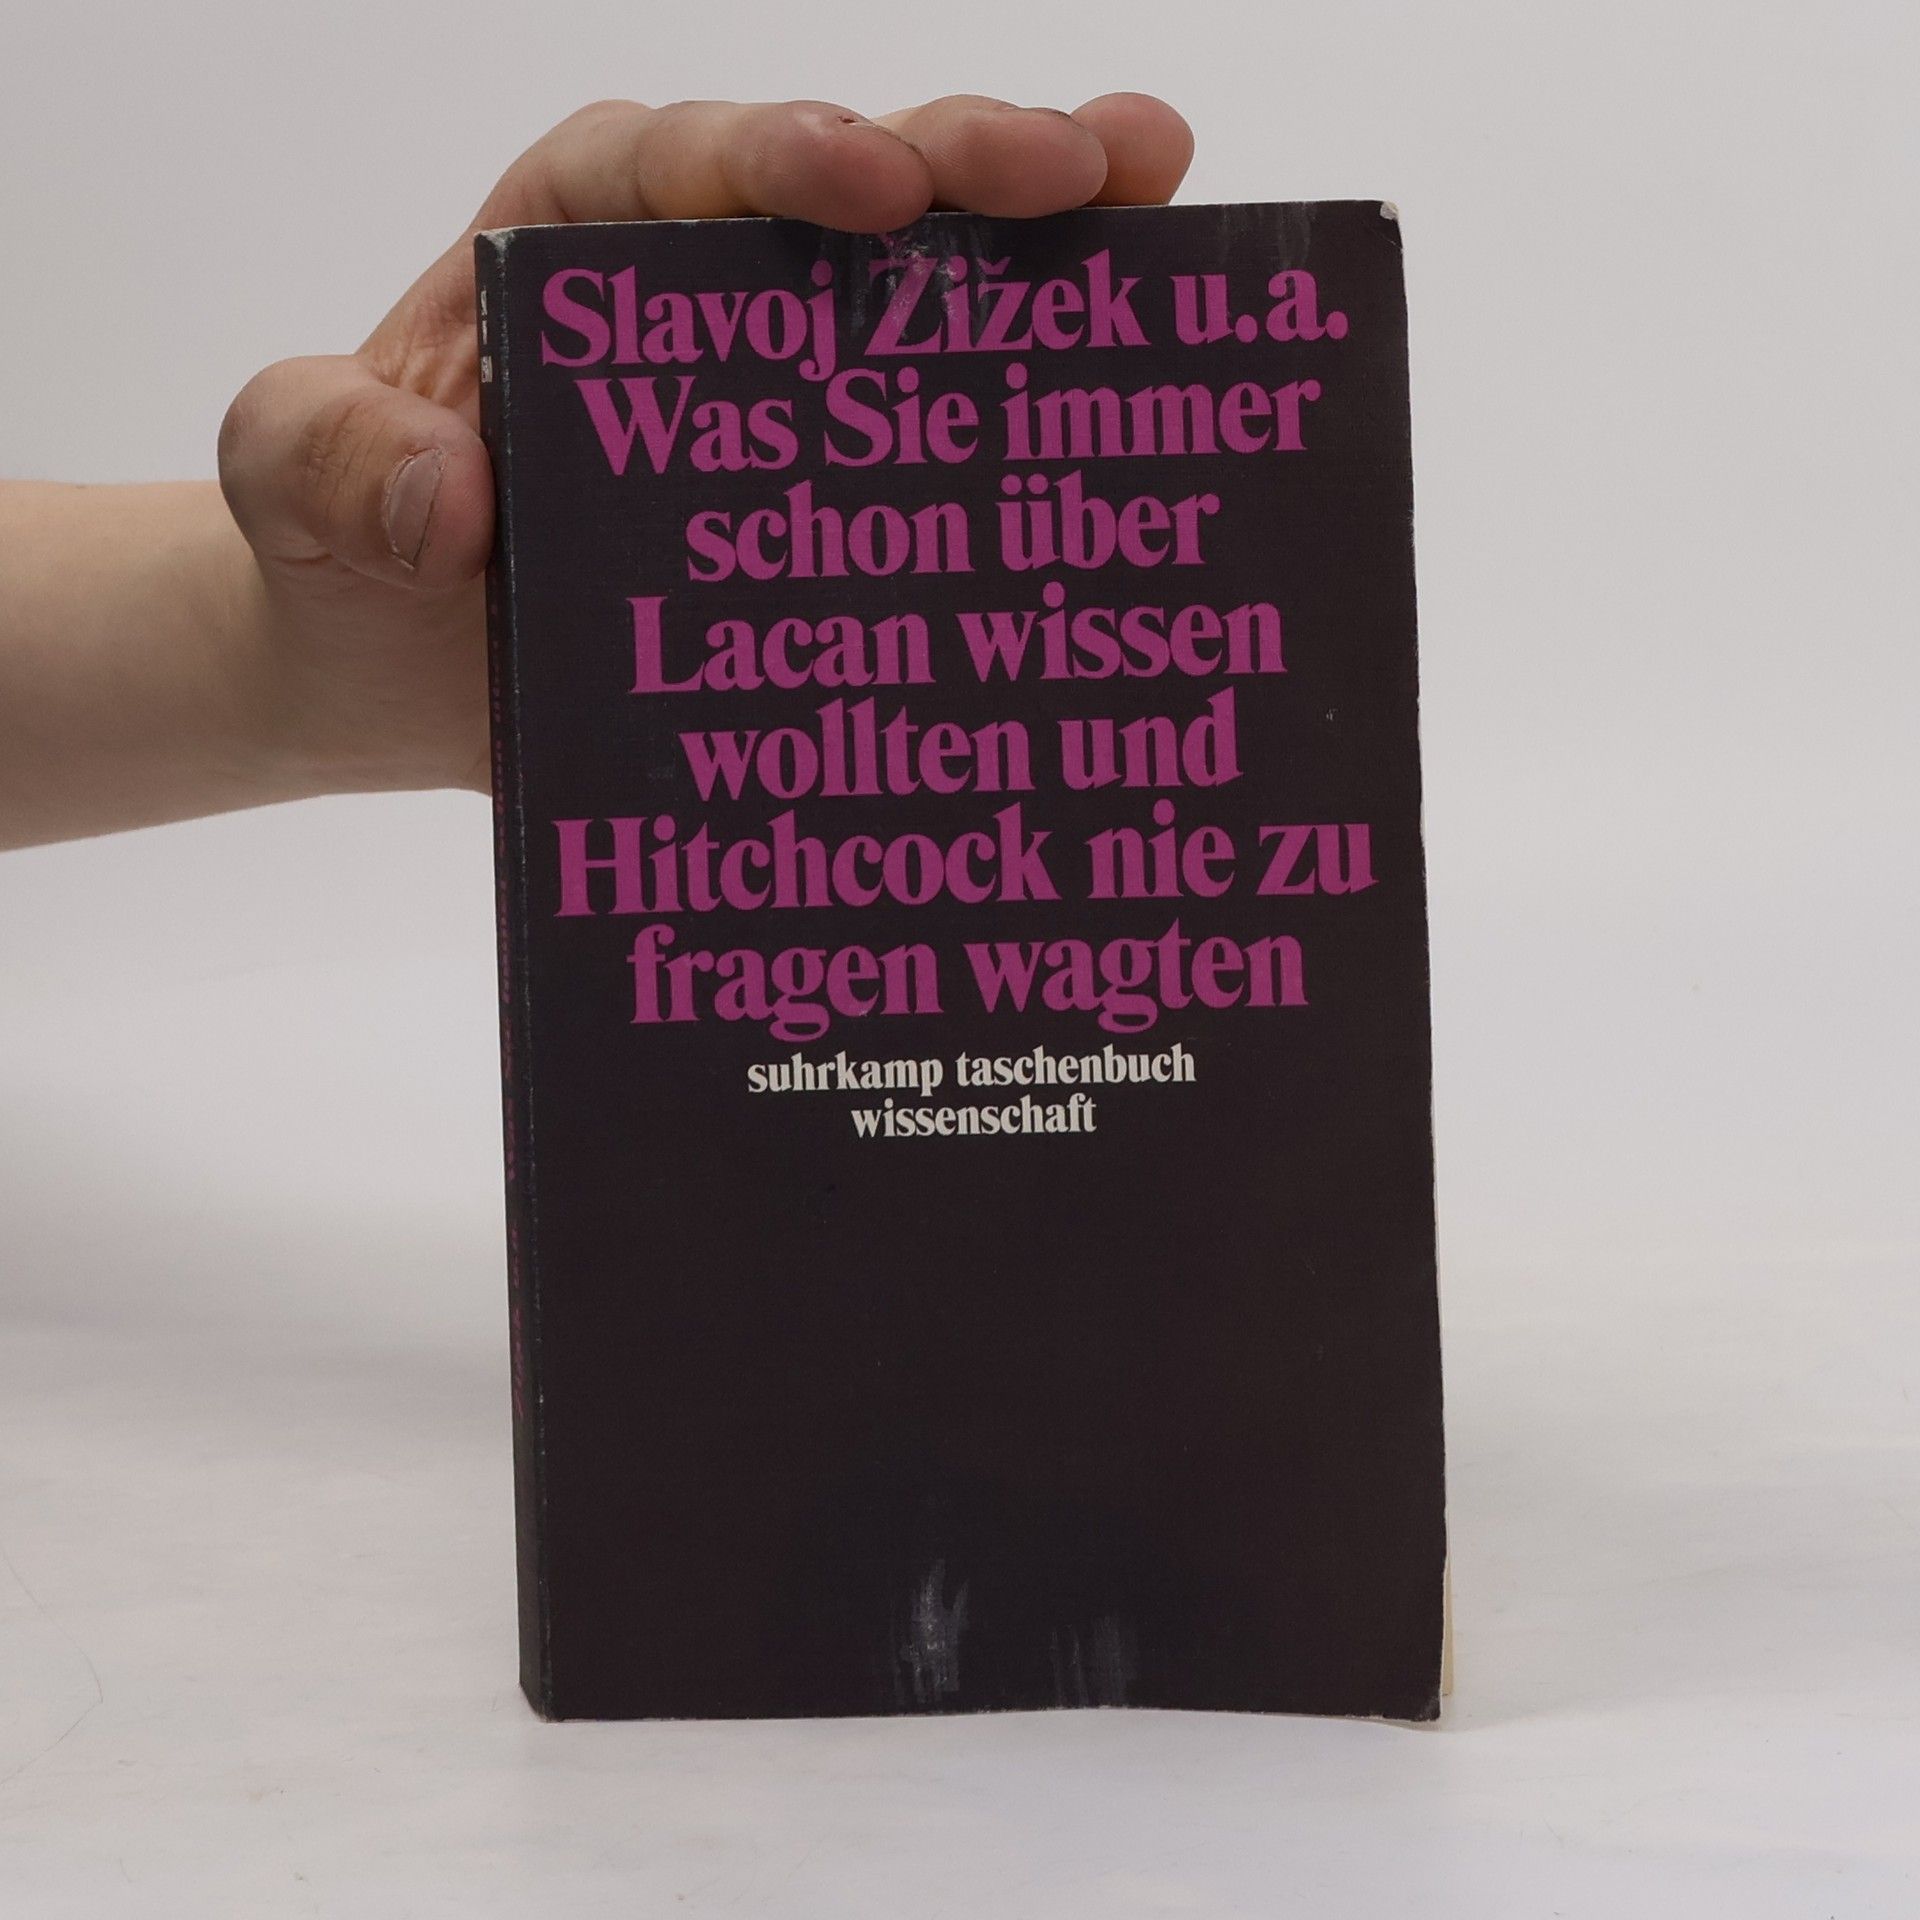 Slavoj Žižek u.a.
Was Sie immer
schon über
Lacan wissen
wollten und
Hitchcock nie zu
fragen wagten
suhrkamp taschenbuch
wissenschaft